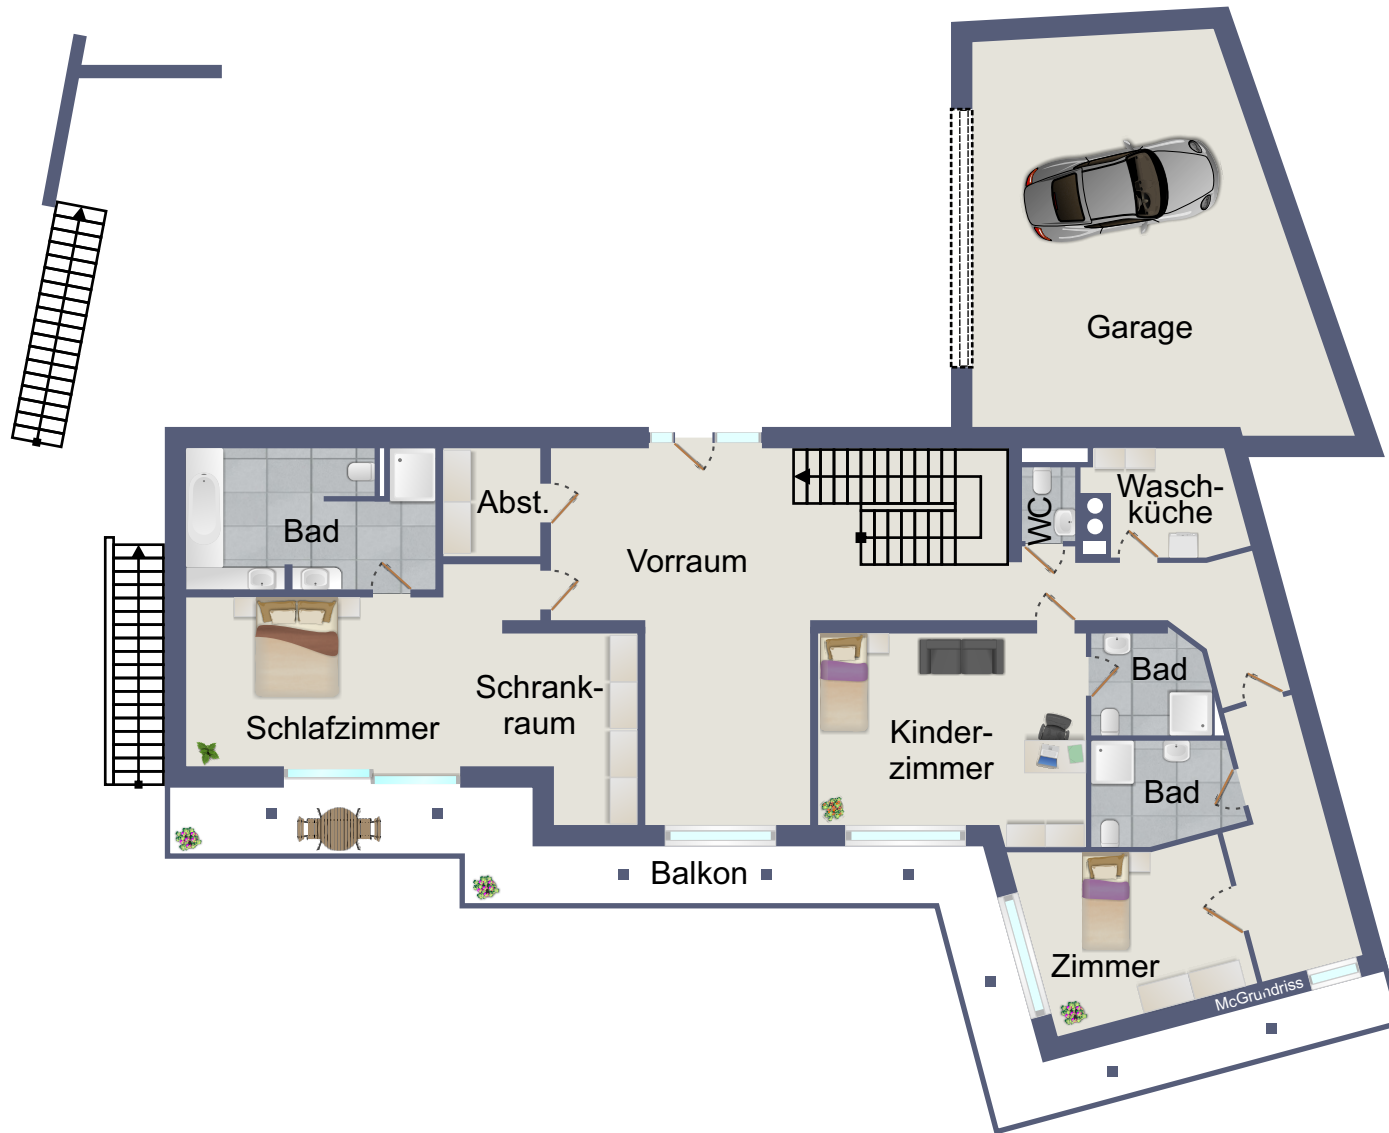 Garage
Bad
Abst.
Vorraum
WC
Wasch-
küche
Schlafzimmer
Schrank-
raum
Kinder-
zimmer
Bad
Bad
Balkon
Zimmer
McGrundriss